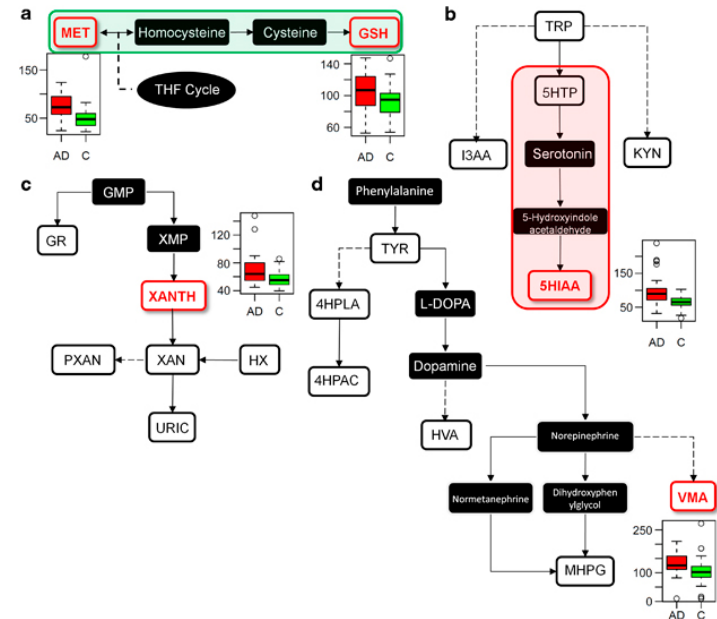 a
MET
Homocysteine
Cysteine
GSH
THF Cycle
150
50
AD C
140
100
60
AD C
b
TRP
5HTP
I3AA
Serotonin
KYN
5-Hydroxyindole
acetaldehyde
5HIAA
150
50
AD C
c
GMP
GR
XMP
XANTH
120
80
40
AD C
PXAN
XAN
HX
URIC
d
Phenylalanine
TYR
4HPLA
L-DOPA
4HPAC
Dopamine
HVA
Norepinephrine
Normetanephrine
Dihydroxyphen
ylglycol
VMA
MHPG
250
100
0
AD C